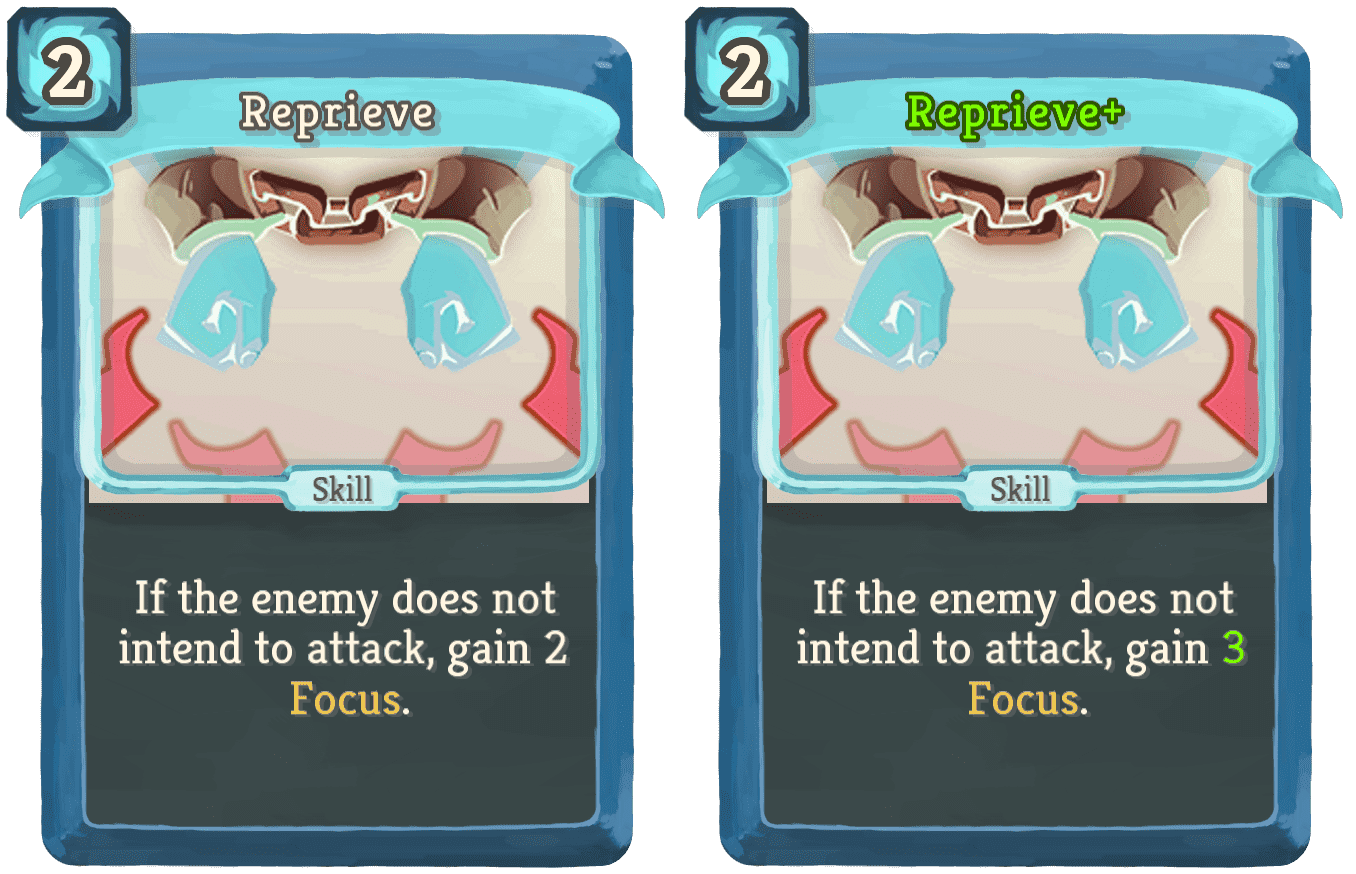 2
Reprieve
Skill
If the enemy does not
intend to attack, gain 2
Focus.
2
Reprieve+
Skill
If the enemy does not
intend to attack, gain 3
Focus.